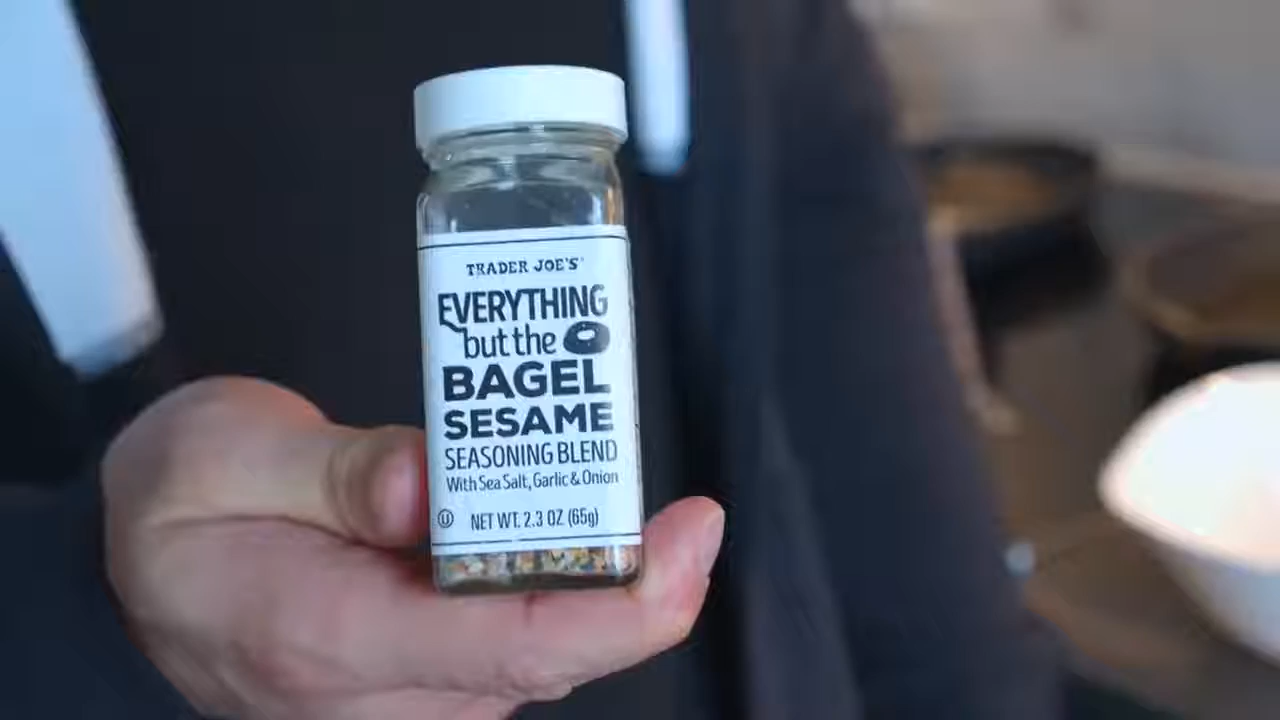 TRADER JOE'S
EVERYTHING
but the
BAGEL
SESAME
SEASONING BLEND
With Sea Salt, Garlic & Onion
U NET WT. 2.3 OZ (65g)